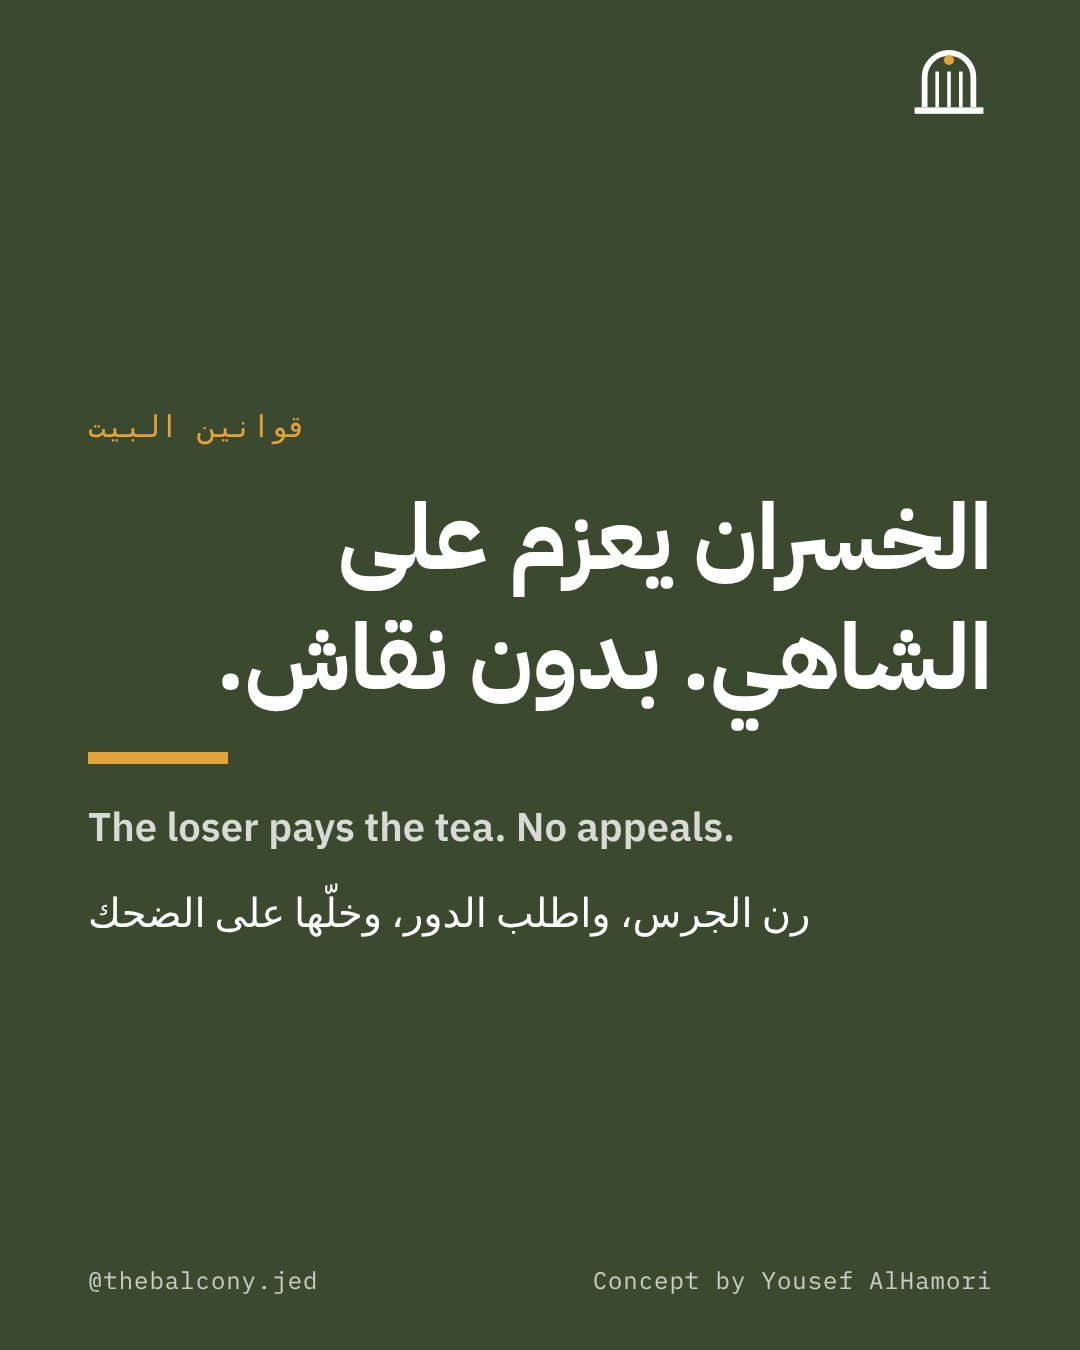 قوانين البيت
الخسران يعزم على
الشاهي. بدون نقاش.
The loser pays the tea. No appeals.
رن الجرس، واطلب الدور، وخلّها على الضحك
@thebalcony.jed
Concept by Yousef AlHamori